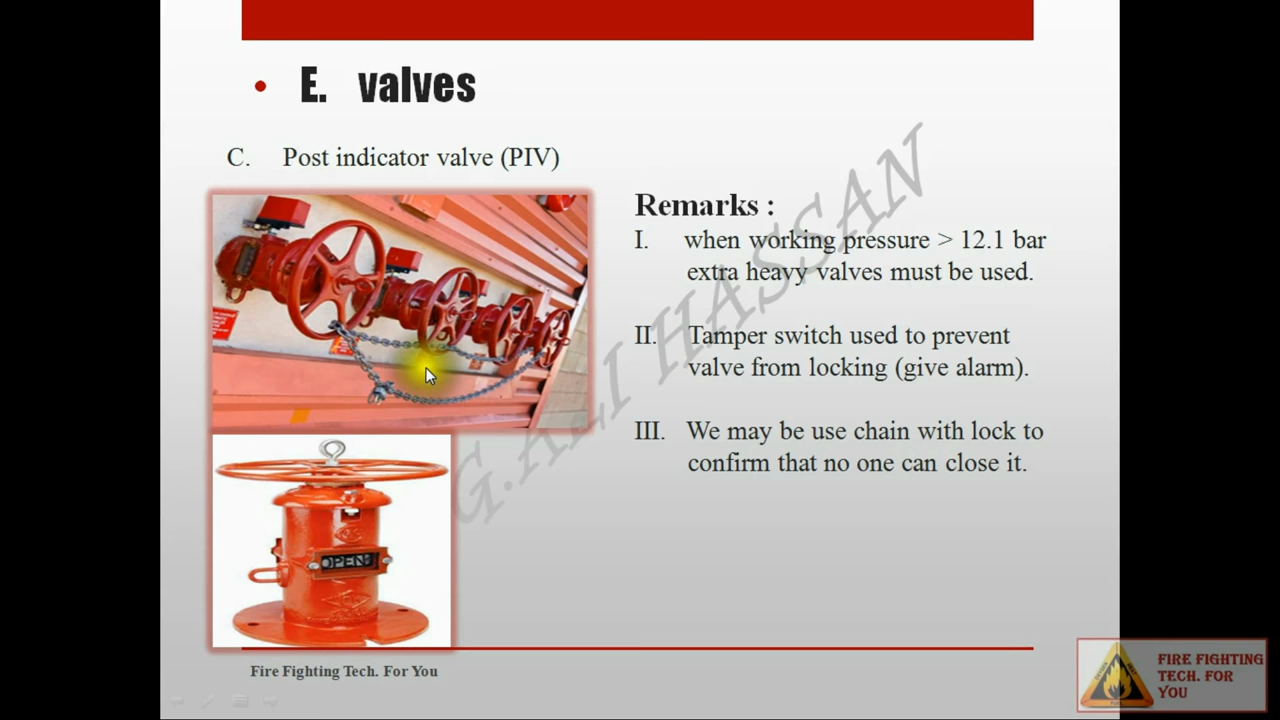 • E. valves
C. Post indicator valve (PIV)
Remarks :
I. when working pressure > 12.1 bar
extra heavy valves must be used.
II. Tamper switch used to prevent
valve from locking (give alarm).
III. We may be use chain with lock to
confirm that no one can close it.
G.ALI HASSAN
OPEN
Fire Fighting Tech. For You
FIRE FIGHTING
TECH. FOR
YOU